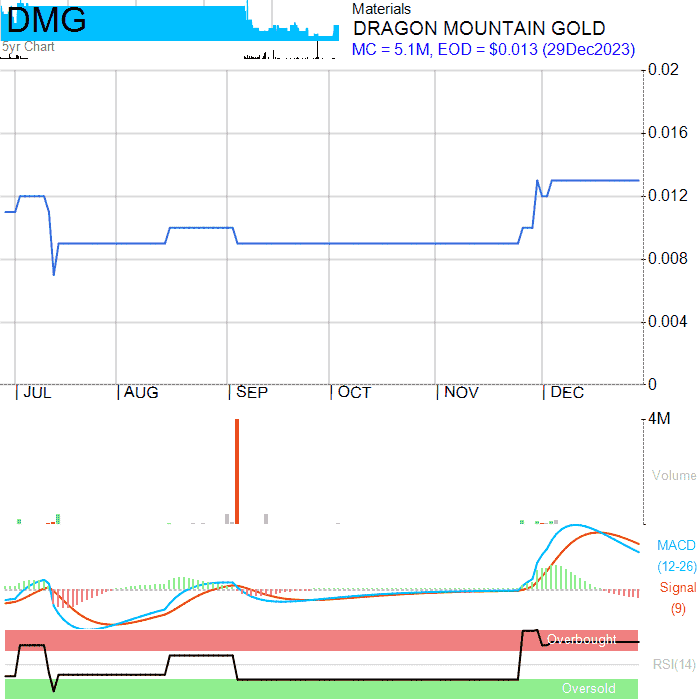 DMG
5yr Chart
Materials
DRAGON MOUNTAIN GOLD
MC = 5.1M, EOD = $0.013 (29Dec2023)
0.02
0.016
0.012
0.008
0.004
0
JUL AUG SEP OCT NOV DEC
4M
Volume
MACD
(12-26)
Signal
(9)
Overbought
RSI(14)
Oversold